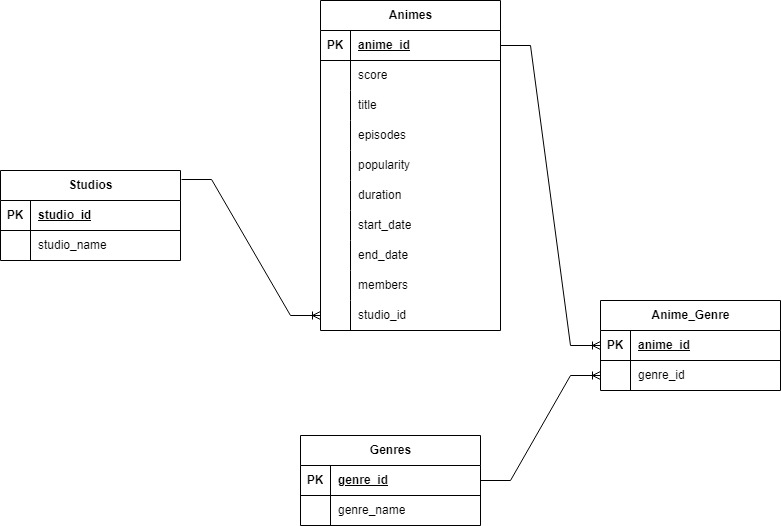 Animes
PK anime_id
score
title
episodes
popularity
duration
start_date
end_date
members
studio_id
Studios
PK studio_id
studio_name
Anime_Genre
PK anime_id
genre_id
Genres
PK genre_id
genre_name